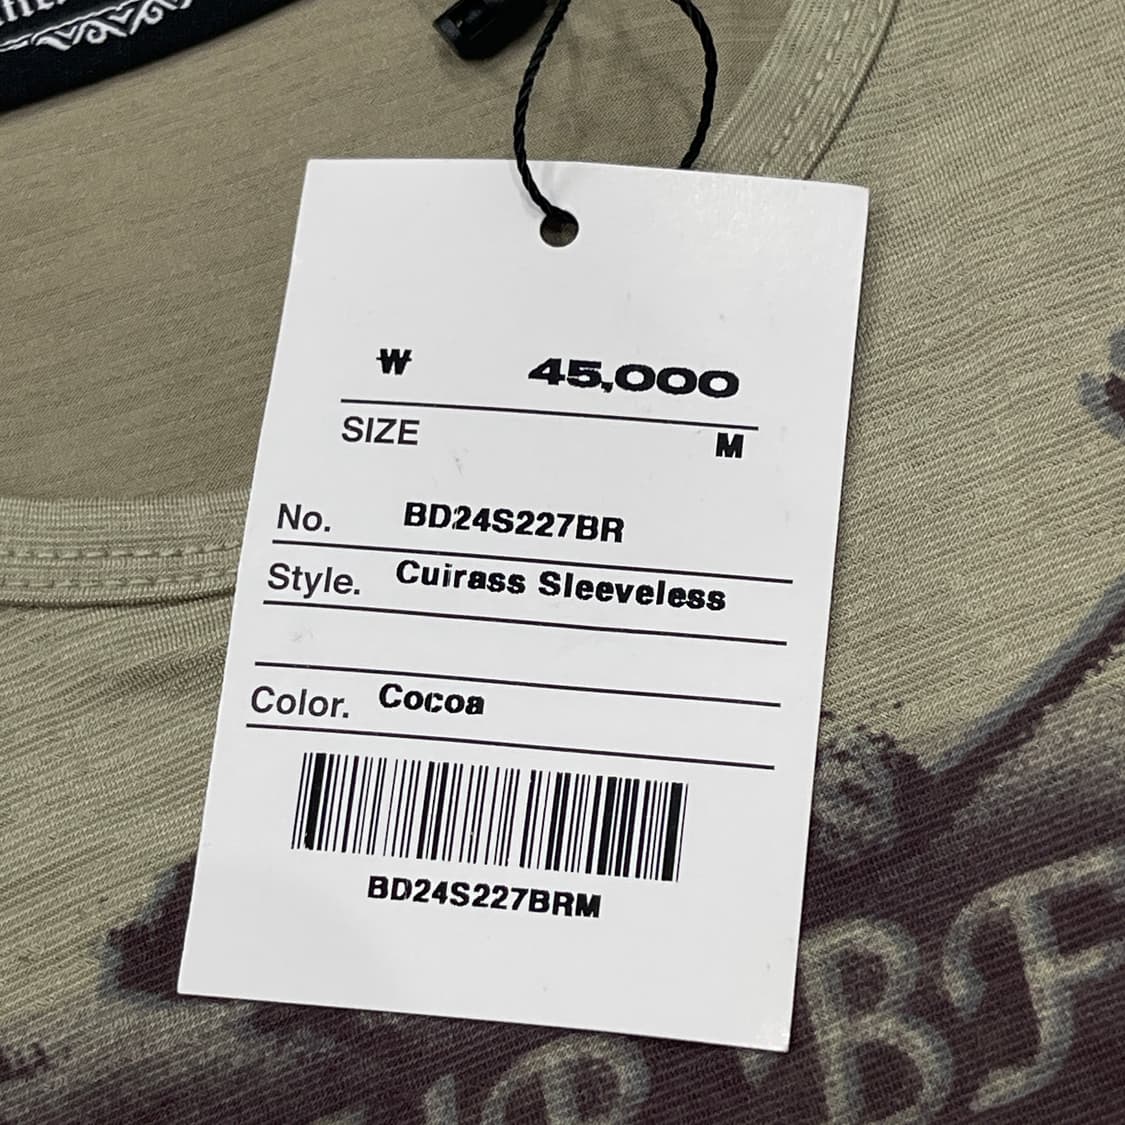 ₩ 45,000
SIZE M
No. BD24S227BR
Style. Cuirass Sleeveless
Color. Cocoa
BD24S227BRM